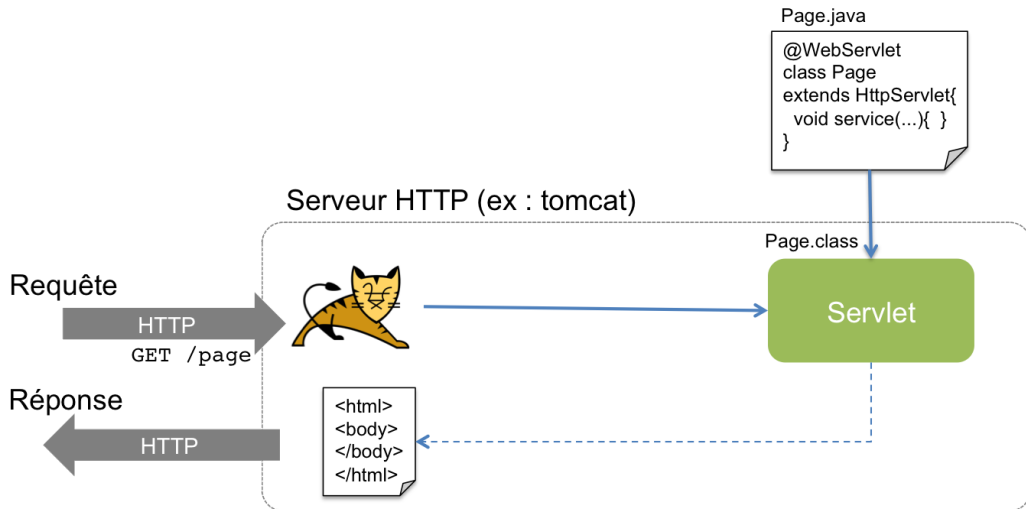 Page.java
@WebServlet
class Page
extends HttpServlet{
void service(...){ }
}
Serveur HTTP (ex : tomcat)
Page.class
Requête
HTTP
GET /page
Servlet
Réponse
HTTP
<html>
<body>
</body>
</html>